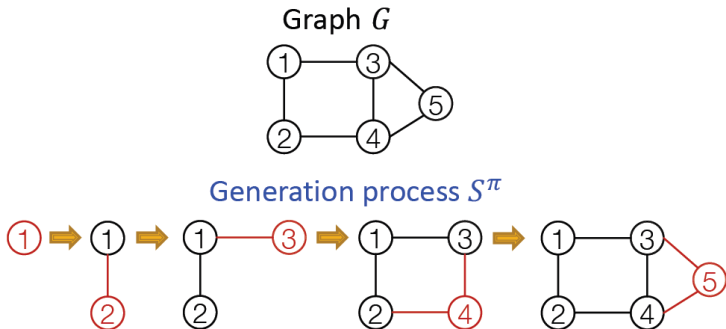 Graph G
1 3
5
2 4
Generation process S^π
1 1 1 3 1 3 1 3
5
2 2 2 4 2 4